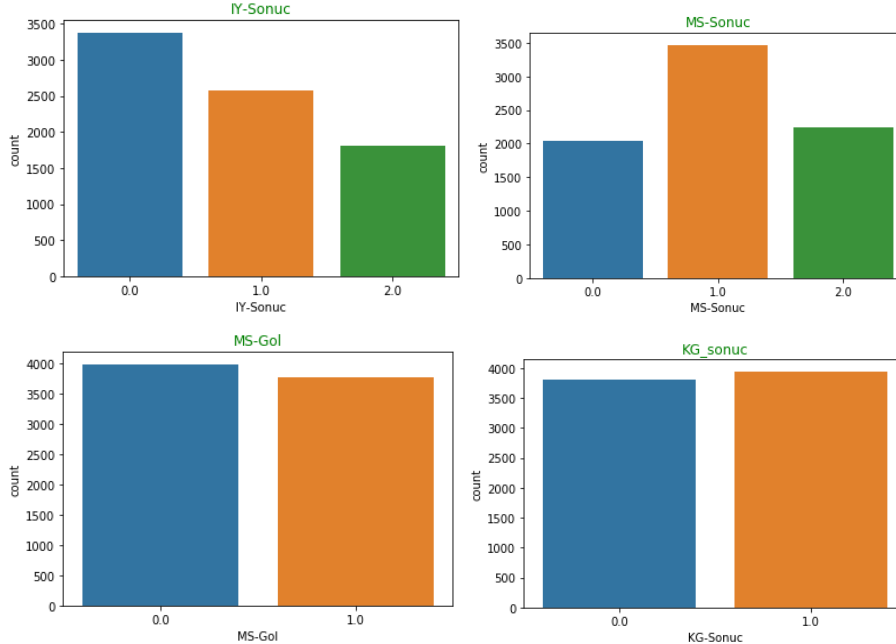 IY-Sonuc
3500
3000
2500
2000
1500
1000
500
0
count
0.0 1.0 2.0
IY-Sonuc
MS-Sonuc
3500
3000
2500
2000
1500
1000
500
0
count
0.0 1.0 2.0
MS-Sonuc
MS-Gol
4000
3500
3000
2500
2000
1500
1000
500
0
count
0.0 1.0
MS-Gol
KG_sonuc
4000
3500
3000
2500
2000
1500
1000
500
0
count
0.0 1.0
KG-Sonuc